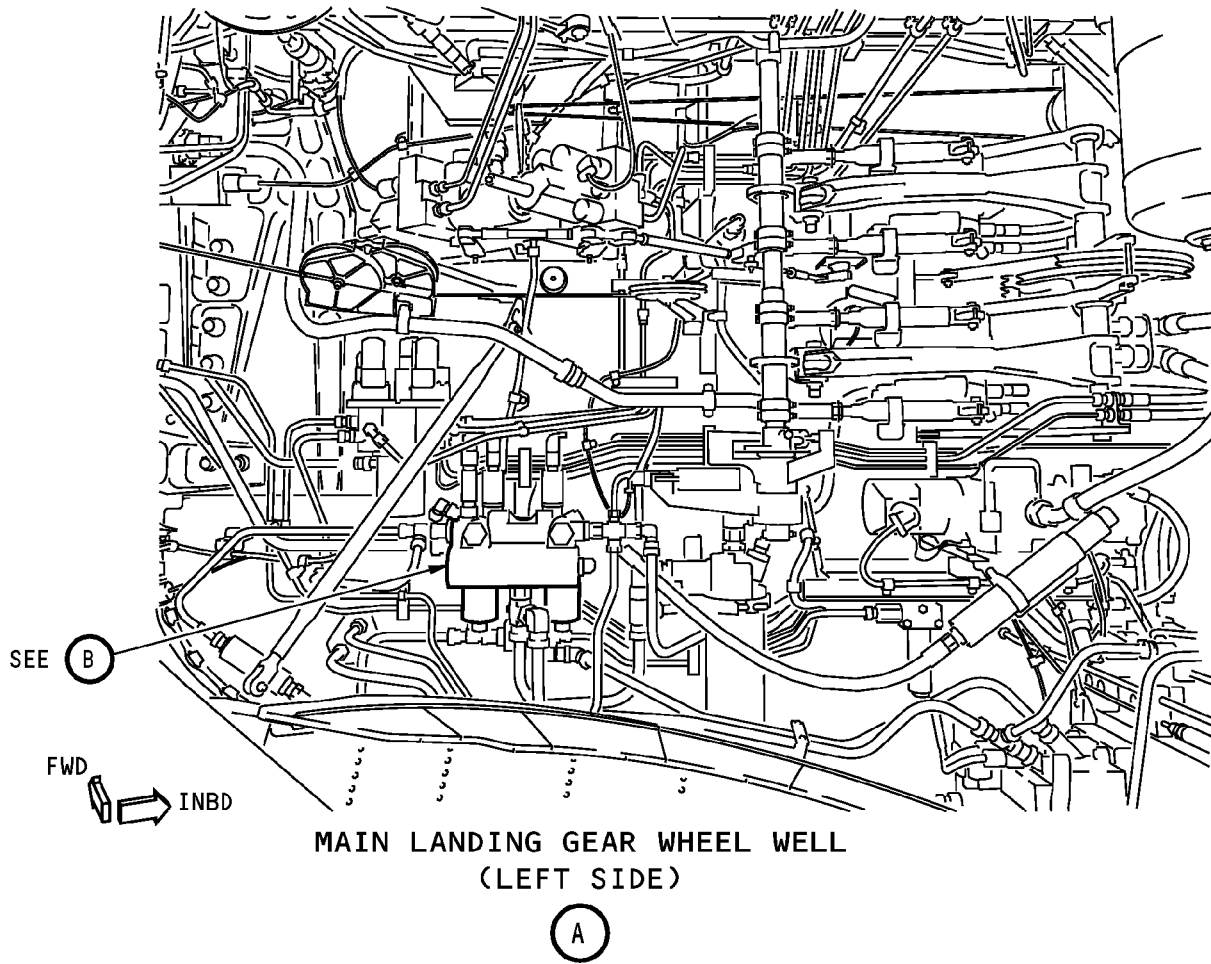 SEE B
FWD
INBD
MAIN LANDING GEAR WHEEL WELL
(LEFT SIDE)
A